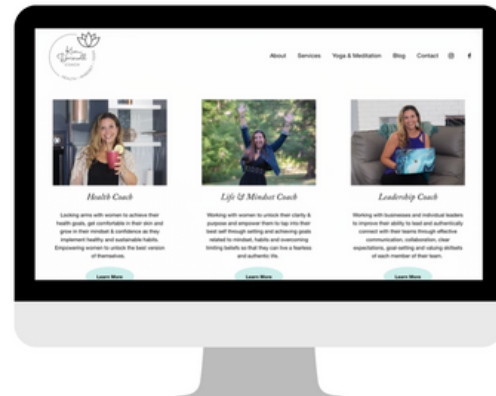 About Services Yoga & Meditation Blog Contact
Health Coach
Locking arms with women to achieve their
health goals, get comfortable in their skin and
grow in their mindset & confidence as they
implement healthy and sustainable habits.
Empowering women to unlock the best version
of themselves.
Learn More
Life & Mindset Coach
Working with women to unlock their clarity &
purpose and empower them to tap into their
best self through setting and achieving goals
related to mindset, habits and overcoming
limiting beliefs so that they can live a fearless
and authentic life.
Learn More
Leadership Coach
Working with businesses and individual leaders
to improve their ability to lead and authentically
connect with their teams through effective
communication, collaboration, clear
expectations, goal setting and valuing skillsets
of each member of their team.
Learn More